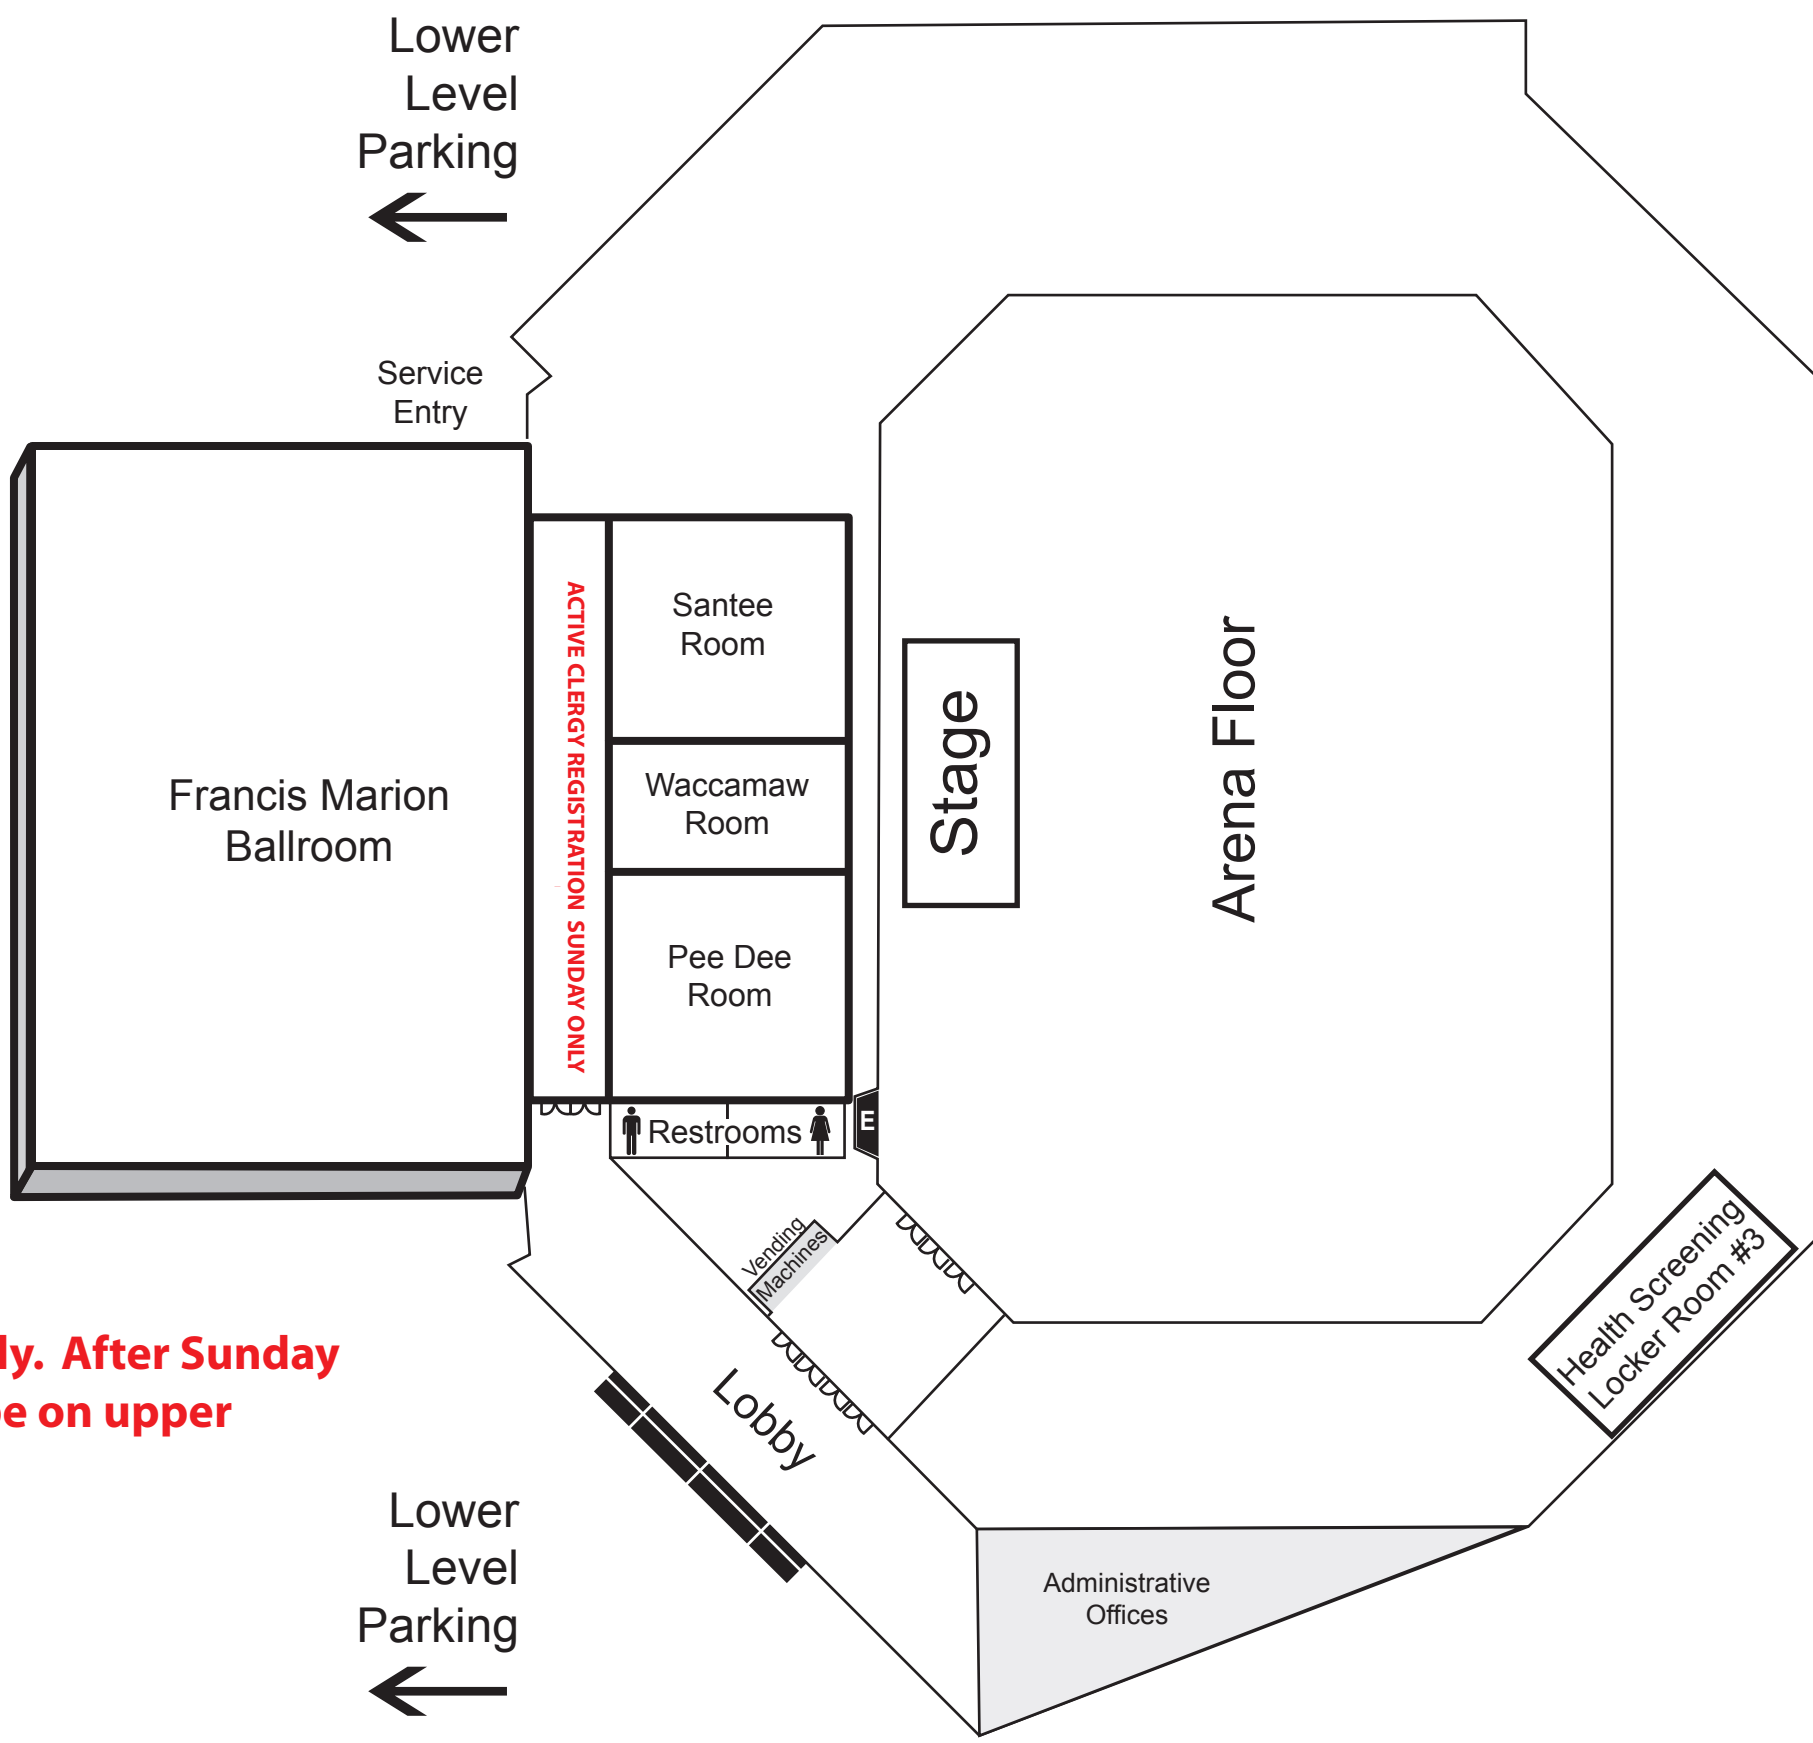 Lower
Level
Parking
Service
Entry
Francis Marion
Ballroom
ACTIVE CLERGY REGISTRATION SUNDAY ONLY
Santee
Room
Waccamaw
Room
Pee Dee
Room
Stage
Arena Floor
Restrooms
E
Vending
Machines
Health Screening
Locker Room #3
ly. After Sunday
be on upper
Lobby
Lower
Level
Parking
Administrative
Offices